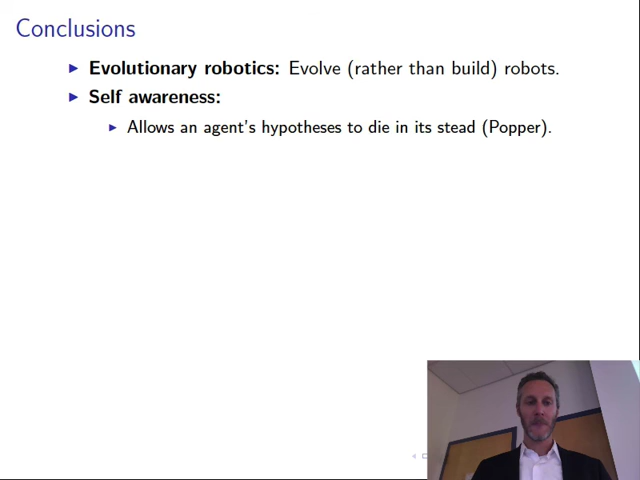 Conclusions
Evolutionary robotics: Evolve (rather than build) robots.
Self awareness:
Allows an agent's hypotheses to die in its stead (Popper).